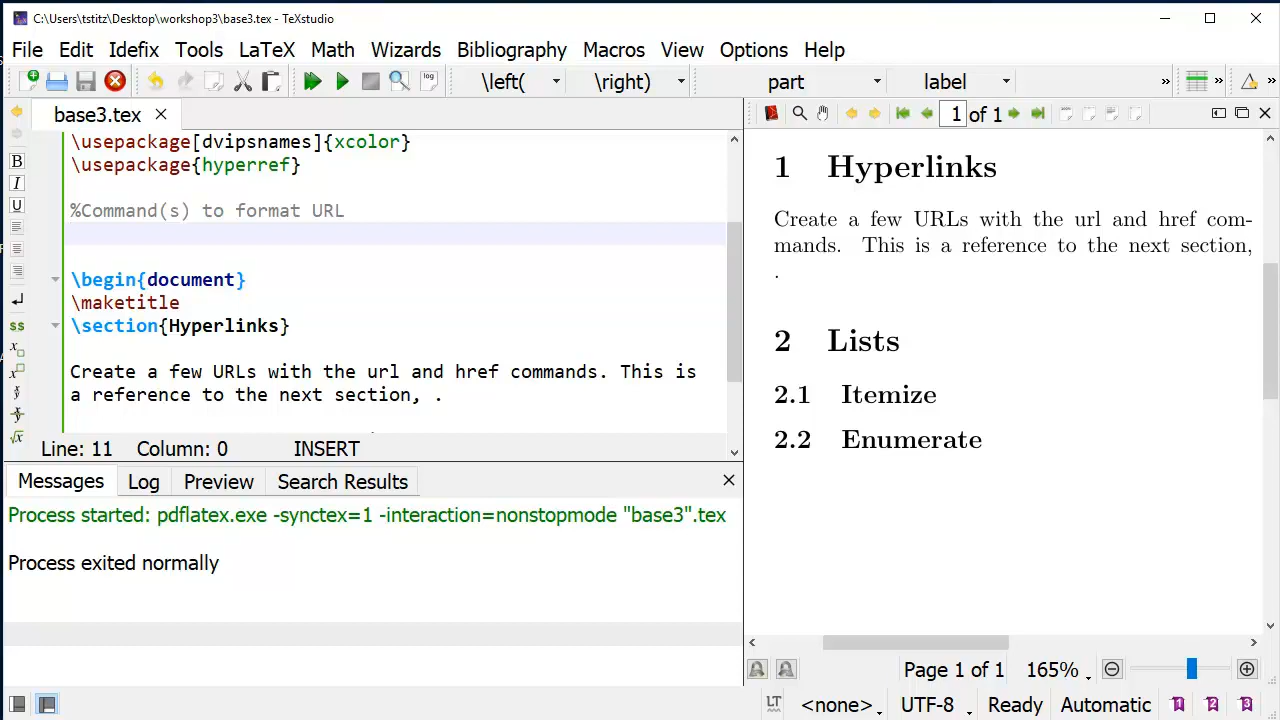 C:\Users\tstitz\Desktop\workshop3\base3.tex - TeXstudio
File Edit Idefix Tools LaTeX Math Wizards Bibliography Macros View Options Help
log \left( \right) part label » » »
base3.tex
1 of 1
\usepackage[dvipsnames]{xcolor}
\usepackage{hyperref}
%Command(s) to format URL
\begin{document}
\maketitle
\section{Hyperlinks}
Create a few URLs with the url and href commands. This is
a reference to the next section, .
B
I
U
$$
Line: 11 Column: 0 INSERT
1 Hyperlinks
Create a few URLs with the url and href com-
mands. This is a reference to the next section,
.
2 Lists
2.1 Itemize
2.2 Enumerate
Messages Log Preview Search Results
Process started: pdflatex.exe -synctex=1 -interaction=nonstopmode "base3".tex
Process exited normally
Page 1 of 1 165%
LT <none> UTF-8 Ready Automatic 1 2 3